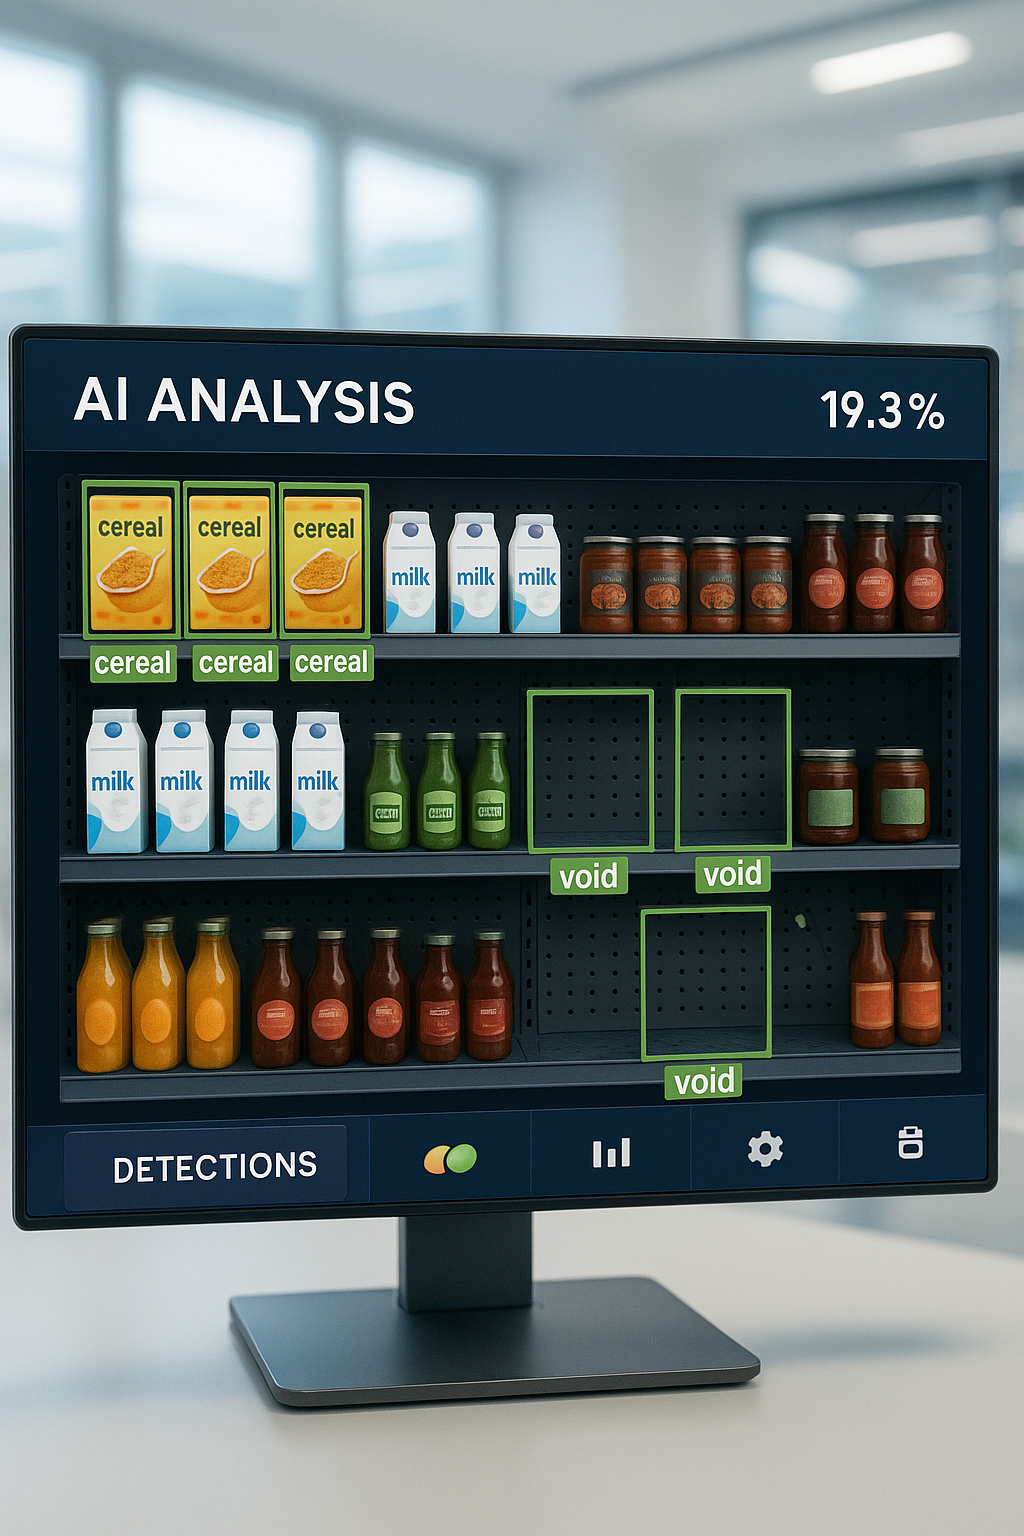 AI ANALYSIS
19.3%
cereal cereal cereal
milk milk milk
cereal cereal cereal
milk milk milk milk
void void
void
DETECTIONS